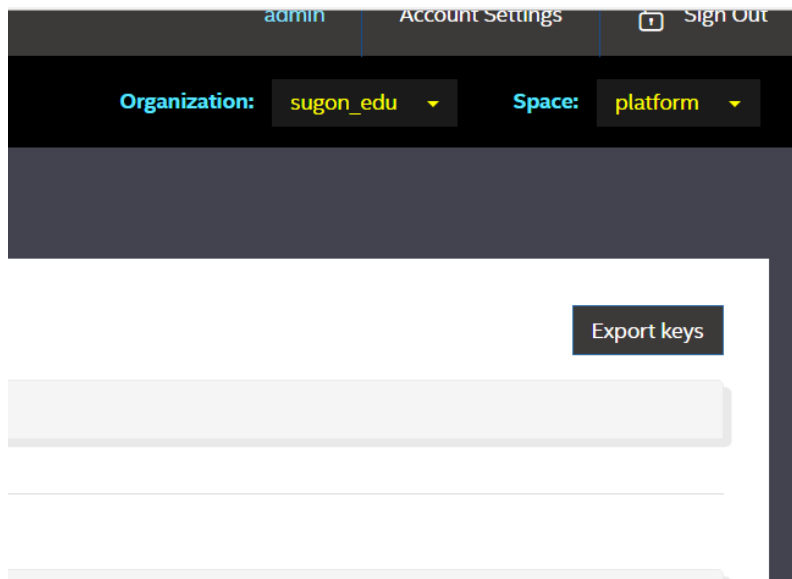 admin Account Settings Sign Out
Organization: sugon_edu Space: platform
Export keys